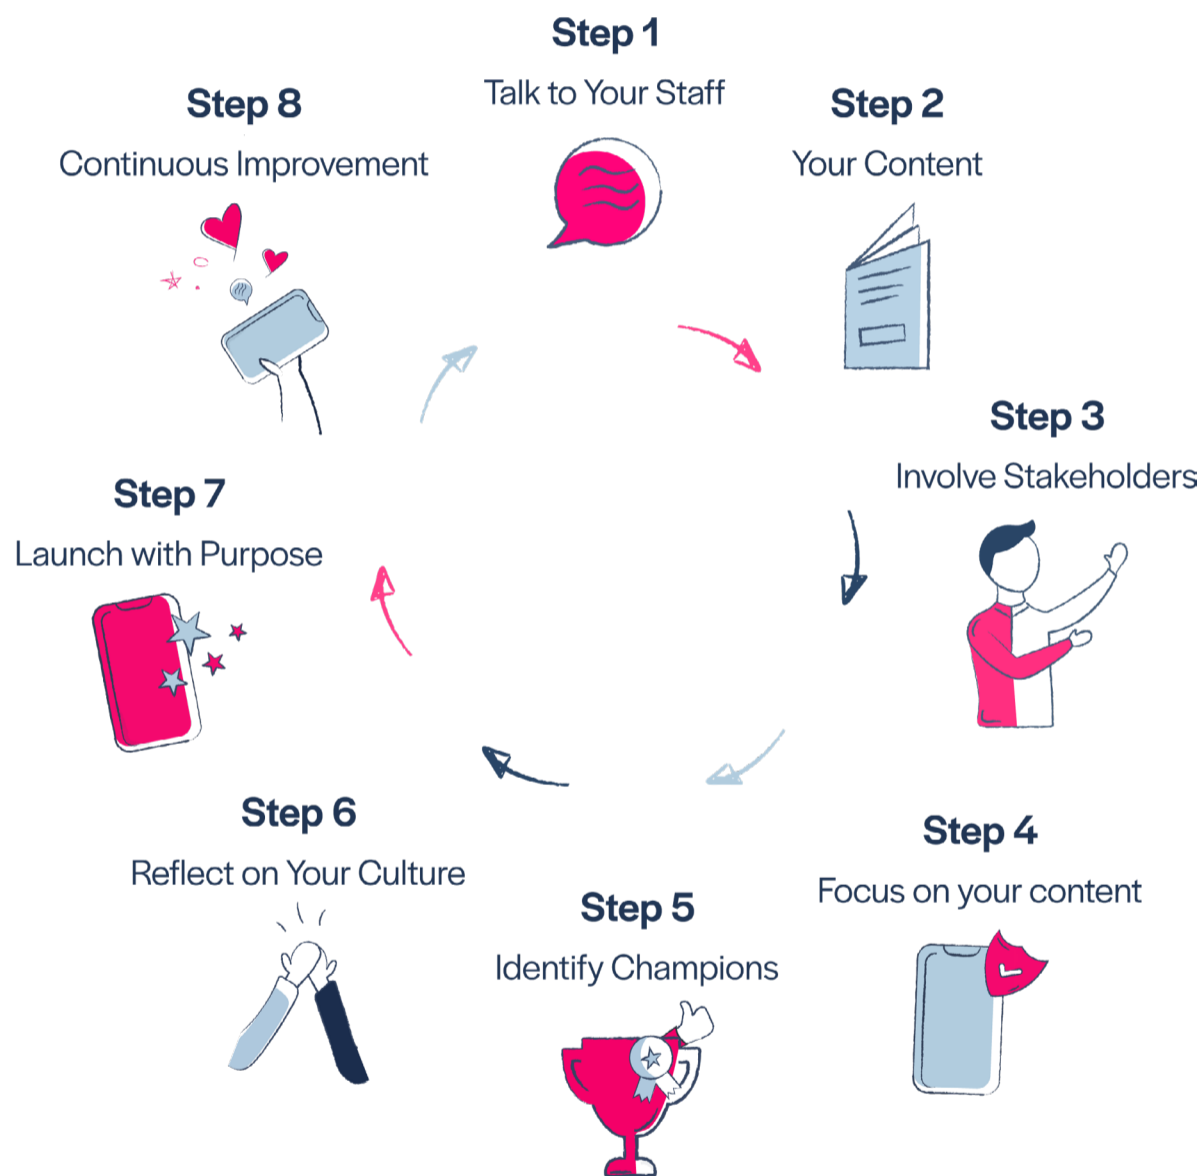 Step 1
Talk to Your Staff
Step 2
Your Content
Step 3
Involve Stakeholders
Step 4
Focus on your content
Step 5
Identify Champions
Step 6
Reflect on Your Culture
Step 7
Launch with Purpose
Step 8
Continuous Improvement